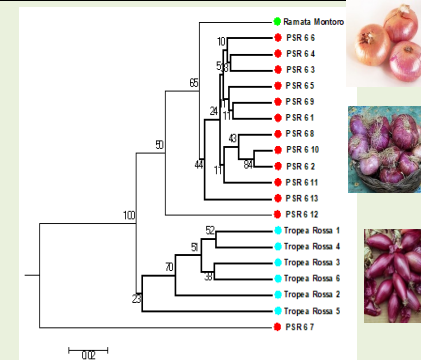 Ramata Montoro
10
PSR 6 6
PSR 6 4
5
PSR 6 3
65
PSR 6 5
PSR 6 9
24
11
PSR 6 1
43
PSR 6 8
50
PSR 6 10
44
11
84
PSR 6 2
PSR 6 11
PSR 6 13
100
PSR 6 12
52
Tropea Rossa 1
51
Tropea Rossa 4
70
Tropea Rossa 3
Tropea Rossa 6
23
Tropea Rossa 2
Tropea Rossa 5
PSR 6 7
0.02